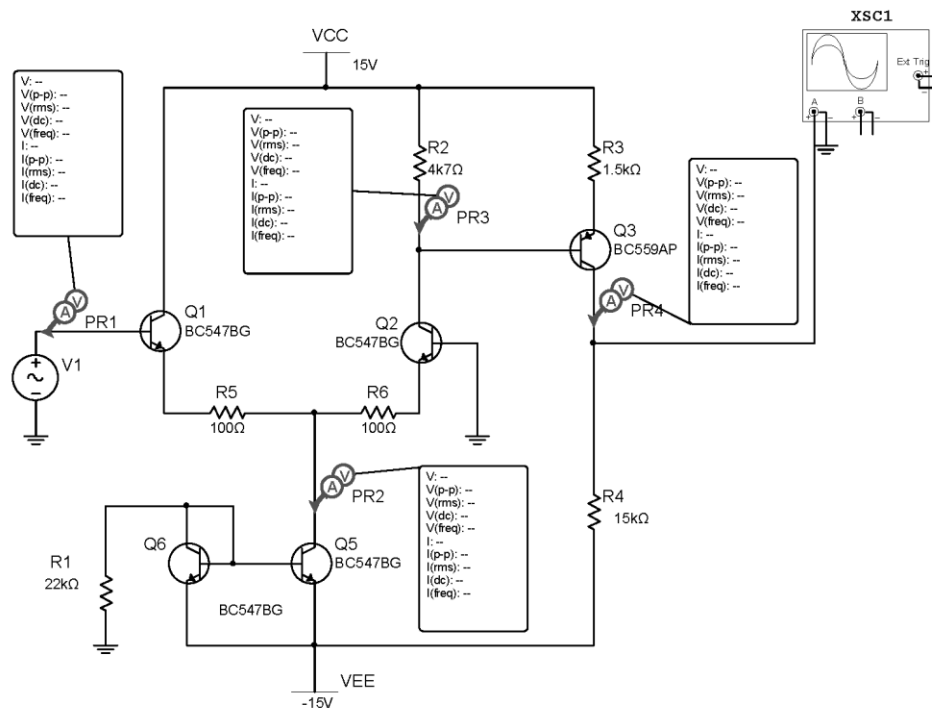 XSC1
Ext Trig
+
–
A
B
+ –
+ –
VCC
15V
V: --
V(p-p): --
V(rms): --
V(dc): --
V(freq): --
I: --
I(p-p): --
I(rms): --
I(dc): --
I(freq): --
V: --
V(p-p): --
V(rms): --
V(dc): --
V(freq): --
I: --
I(p-p): --
I(rms): --
I(dc): --
I(freq): --
R2
4k7Ω
R3
1.5kΩ
V: --
V(p-p): --
V(rms): --
V(dc): --
V(freq): --
I: --
I(p-p): --
I(rms): --
I(dc): --
I(freq): --
A V
PR3
Q3
BC559AP
A V
PR1
Q1
BC547BG
Q2
BC547BG
A V
PR4
V1
+
–
R5
100Ω
R6
100Ω
A V
PR2
V: --
V(p-p): --
V(rms): --
V(dc): --
V(freq): --
I: --
I(p-p): --
I(rms): --
I(dc): --
I(freq): --
R4
15kΩ
R1
22kΩ
Q6
BC547BG
Q5
BC547BG
VEE
-15V